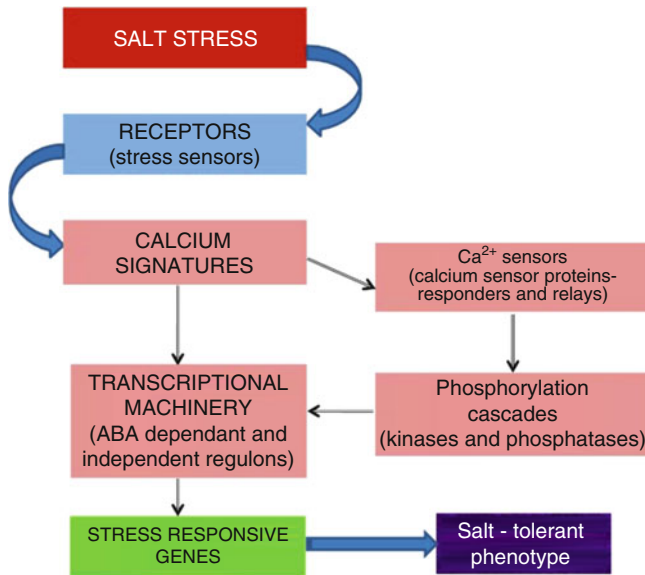 SALT STRESS
RECEPTORS
(stress sensors)
CALCIUM
SIGNATURES
Ca²⁺ sensors
(calcium sensor proteins-
responders and relays)
TRANSCRIPTIONAL
MACHINERY
(ABA dependant and
independent regulons)
Phosphorylation
cascades
(kinases and phosphatases)
STRESS RESPONSIVE
GENES
Salt - tolerant
phenotype